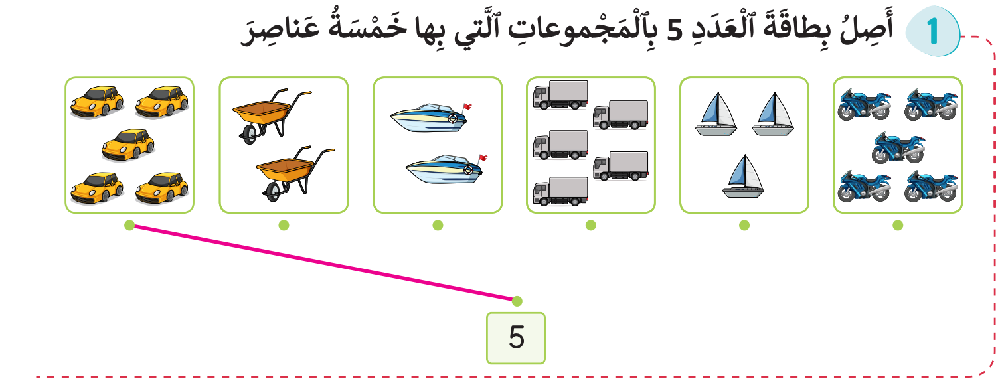 1 أَصِلُ بِطاقَةَ ٱلْعَدَدِ 5 بِٱلْمَجْموعاتِ ٱلَّتي بِها خَمْسَةُ عَناصِرَ
5